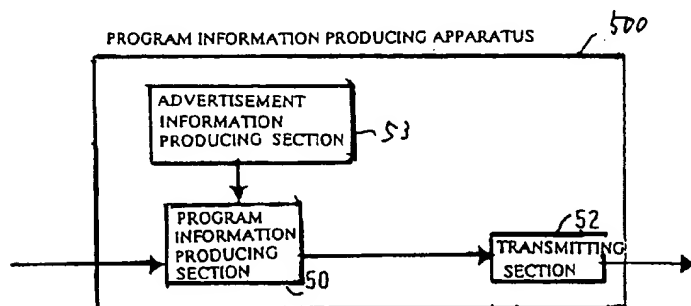 PROGRAM INFORMATION PRODUCING APPARATUS
500
ADVERTISEMENT
INFORMATION
PRODUCING SECTION
53
PROGRAM
INFORMATION
PRODUCING
SECTION
50
52
TRANSMITTING
SECTION